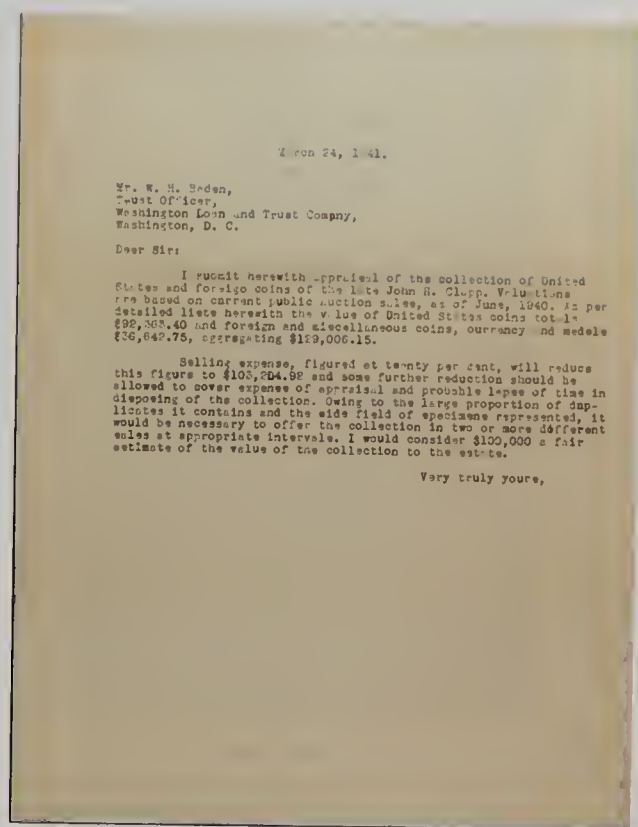 March 24, 1941.
Mr. W. H. Baden,
Trust Officer,
Washington Loan and Trust Compny,
Washington, D. C.
Dear Sir:
I submit herewith appraisal of the collection of United
States and foreign coins of the late John R. Clapp. Valuations
are based on current public auction sales, as of June, 1940. As per
detailed lists herewith the value of United States coins totals
$92,363.40 and foreign and miscellaneous coins, currency and medals
$36,642.75, aggregating $129,006.15.
Selling expense, figured at twenty per cent, will reduce
this figure to $103,204.92 and some further reduction should be
allowed to cover expense of appraisal and probable lapse of time in
disposing of the collection. Owing to the large proportion of dup-
licates it contains and the wide field of specimens represented, it
would be necessary to offer the collection in two or more different
sales at appropriate intervals. I would consider $100,000 a fair
estimate of the value of the collection to the estate.
Very truly yours,